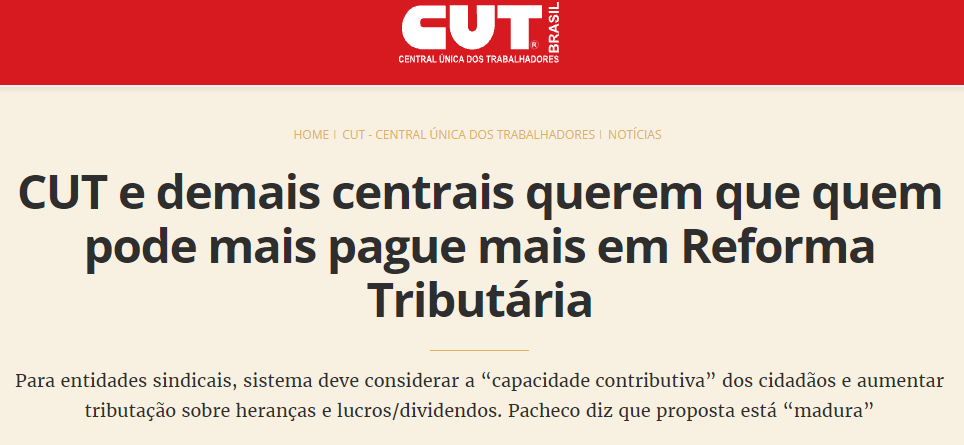 CUT
®
BRASIL
CENTRAL ÚNICA DOS TRABALHADORES
HOME | CUT - CENTRAL ÚNICA DOS TRABALHADORES | NOTÍCIAS
CUT e demais centrais querem que quem
pode mais pague mais em Reforma
Tributária
Para entidades sindicais, sistema deve considerar a “capacidade contributiva” dos cidadãos e aumentar
tributação sobre heranças e lucros/dividendos. Pacheco diz que proposta está “madura”